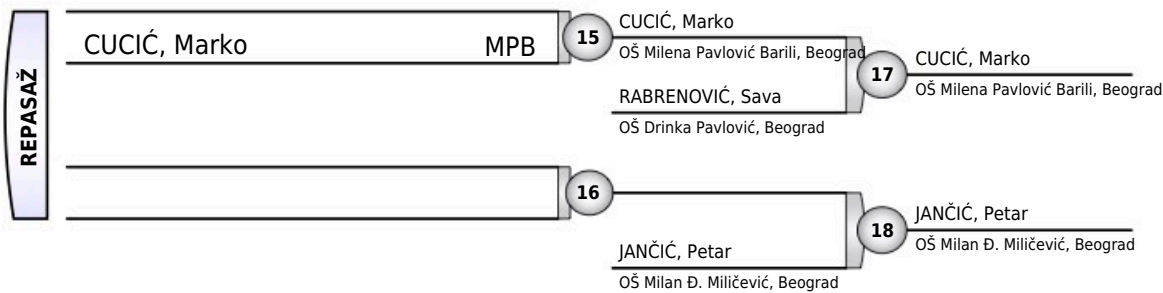 REPASAŽ
CUCIĆ, Marko MPB
15
CUCIĆ, Marko
OŠ Milena Pavlović Barili, Beograd
RABRENOVIĆ, Sava
OŠ Drinka Pavlović, Beograd
17
CUCIĆ, Marko
OŠ Milena Pavlović Barili, Beograd
16
JANČIĆ, Petar
OŠ Milan Đ. Miličević, Beograd
18
JANČIĆ, Petar
OŠ Milan Đ. Miličević, Beograd